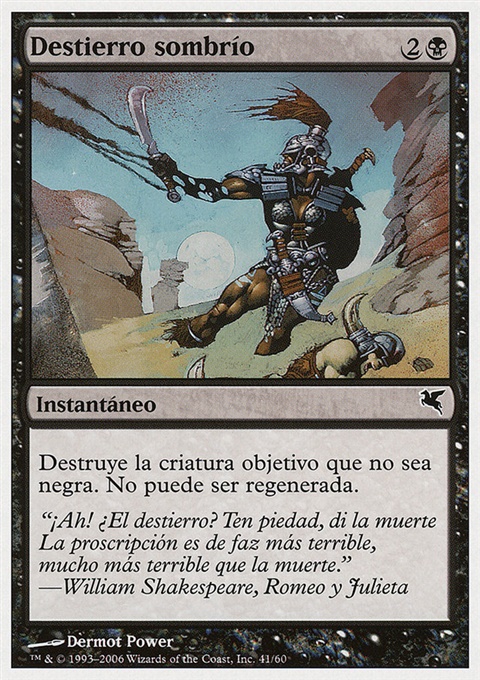 Destierro sombrío 2
Instantáneo
Destruye la criatura objetivo que no sea
negra. No puede ser regenerada.
“¡Ah! ¿El destierro? Ten piedad, di la muerte
La proscripción es de faz más terrible,
mucho más terrible que la muerte.”
—William Shakespeare, Romeo y Julieta
Dermot Power
™ & © 1993–2006 Wizards of the Coast, Inc. 41/60